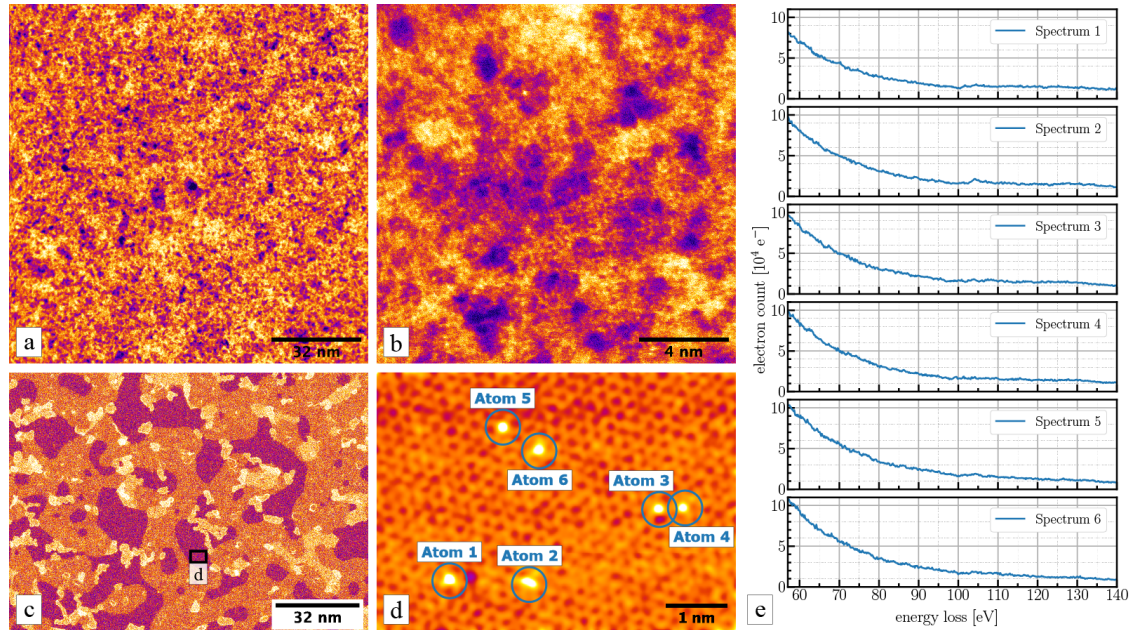 a
32 nm
b
4 nm
c
d
32 nm
Atom 5
Atom 6
Atom 3
Atom 4
Atom 1
Atom 2
d
1 nm
electron count [10⁴ e⁻]
10
5
0
Spectrum 1
10
5
0
Spectrum 2
10
5
0
Spectrum 3
10
5
0
Spectrum 4
10
5
0
Spectrum 5
10
5
0
Spectrum 6
e
60 70 80 90 100 110 120 130 140
energy loss [eV]